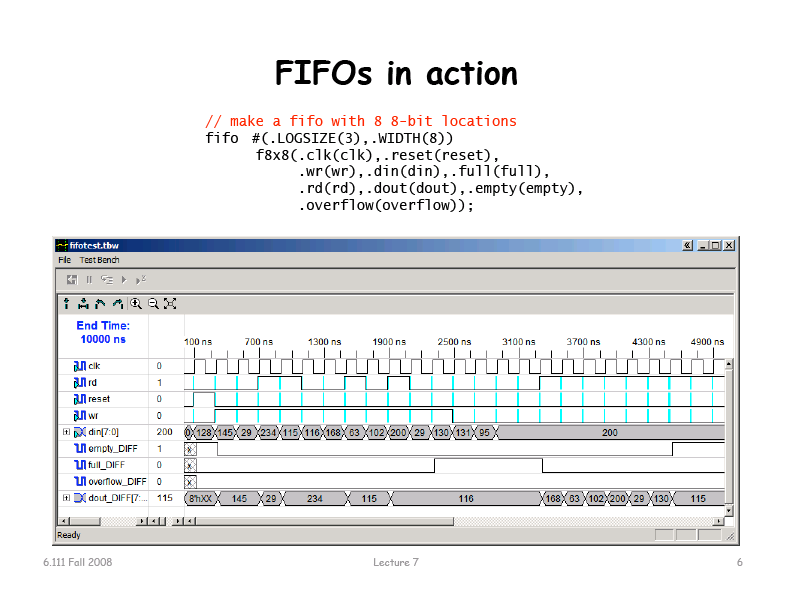 FIFOs in action
// make a fifo with 8 8-bit locations
fifo #(.LOGSIZE(3),.WIDTH(8))
f8x8(.clk(clk),.reset(reset),
.wr(wr),.din(din),.full(full),
.rd(rd),.dout(dout),.empty(empty),
.overflow(overflow));
fifotest.tbw
File Test Bench
End Time:
10000 ns
100 ns 700 ns 1300 ns 1900 ns 2500 ns 3100 ns 3700 ns 4300 ns 4900 ns
clk 0
rd 1
reset 0
wr 0
din[7:0] 200 0 128 145 29 234 115 116 168 63 102 200 29 130 131 95 200
empty_DIFF 1 x
full_DIFF 0 x
overflow_DIFF 0 x
dout_DIFF[7:... 115 8'hXX 145 29 234 115 116 168 63 102 200 29 130 115
Ready
6.111 Fall 2008 Lecture 7 6